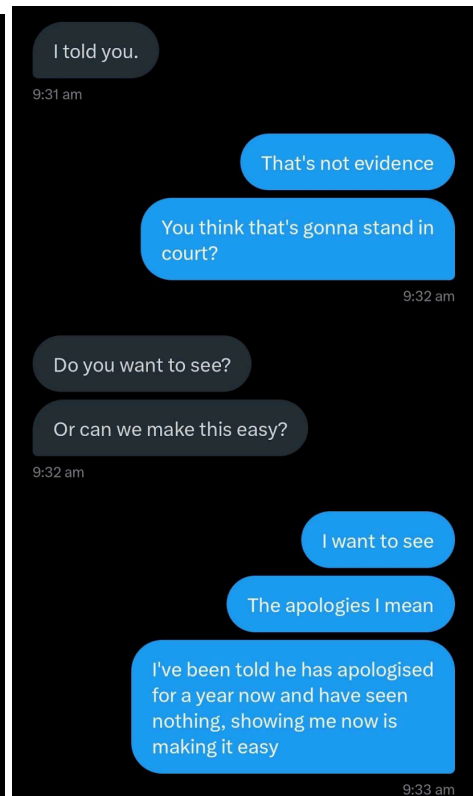 I told you.
9:31 am
That's not evidence
You think that's gonna stand in
court?
9:32 am
Do you want to see?
Or can we make this easy?
9:32 am
I want to see
The apologies I mean
I've been told he has apologised
for a year now and have seen
nothing, showing me now is
making it easy
9:33 am